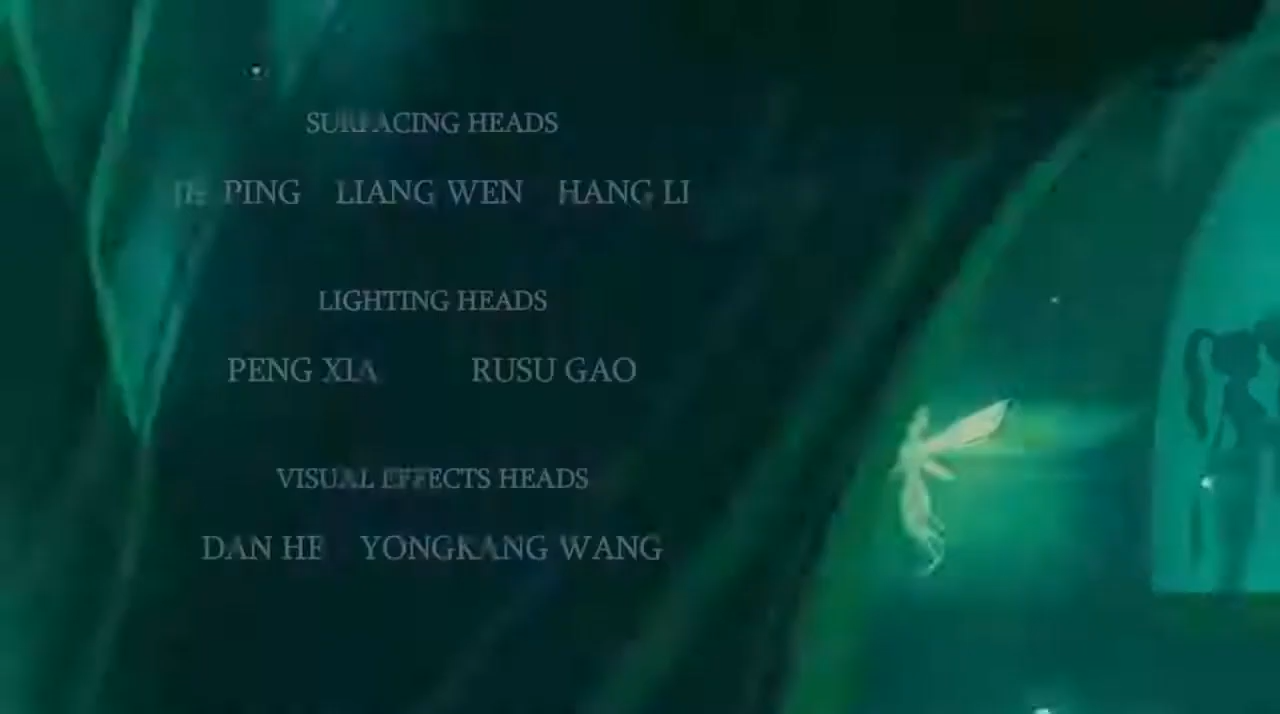 SURFACING HEADS
PING LIANG WEN HANG LI
LIGHTING HEADS
PENG XIA RUSU GAO
VISUAL EFFECTS HEADS
DAN HE YONGKANG WANG